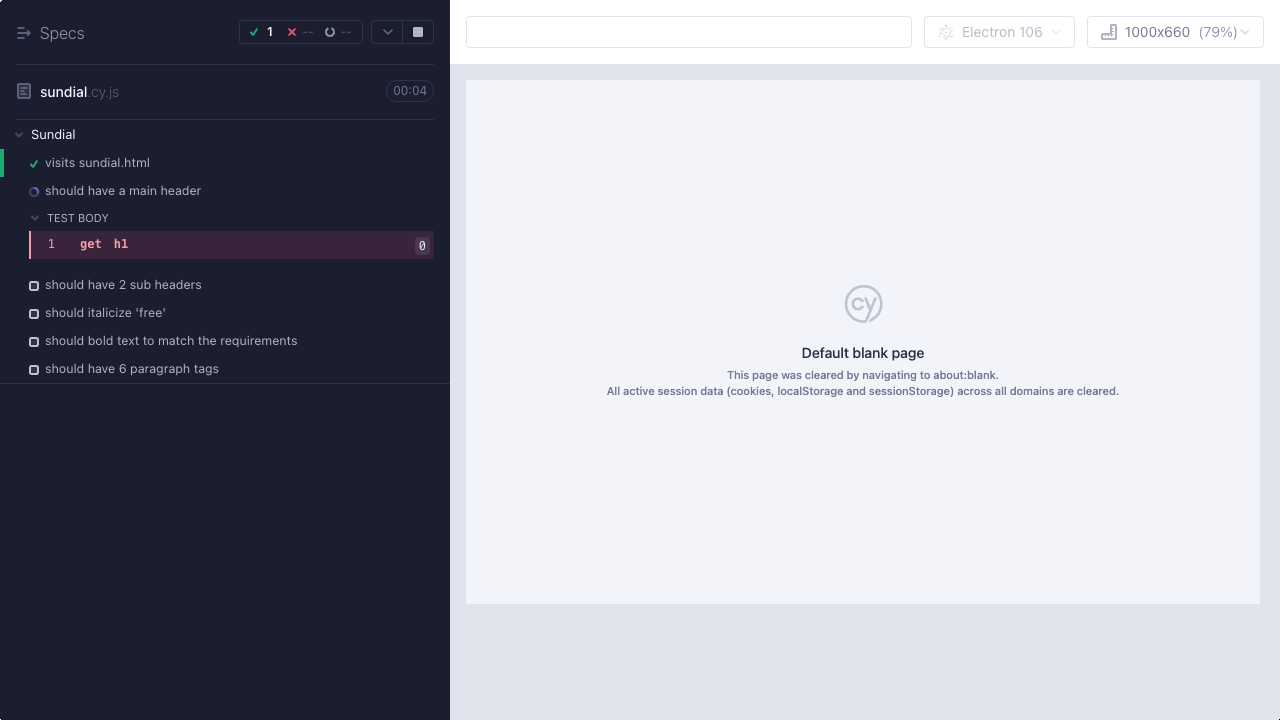 Specs
1 -- --
Electron 106
1000x660 (79%)
sundial.cy.js
00:04
Sundial
visits sundial.html
should have a main header
TEST BODY
1 get h1 0
should have 2 sub headers
should italicize 'free'
should bold text to match the requirements
should have 6 paragraph tags
cy
Default blank page
This page was cleared by navigating to about:blank.
All active session data (cookies, localStorage and sessionStorage) across all domains are cleared.